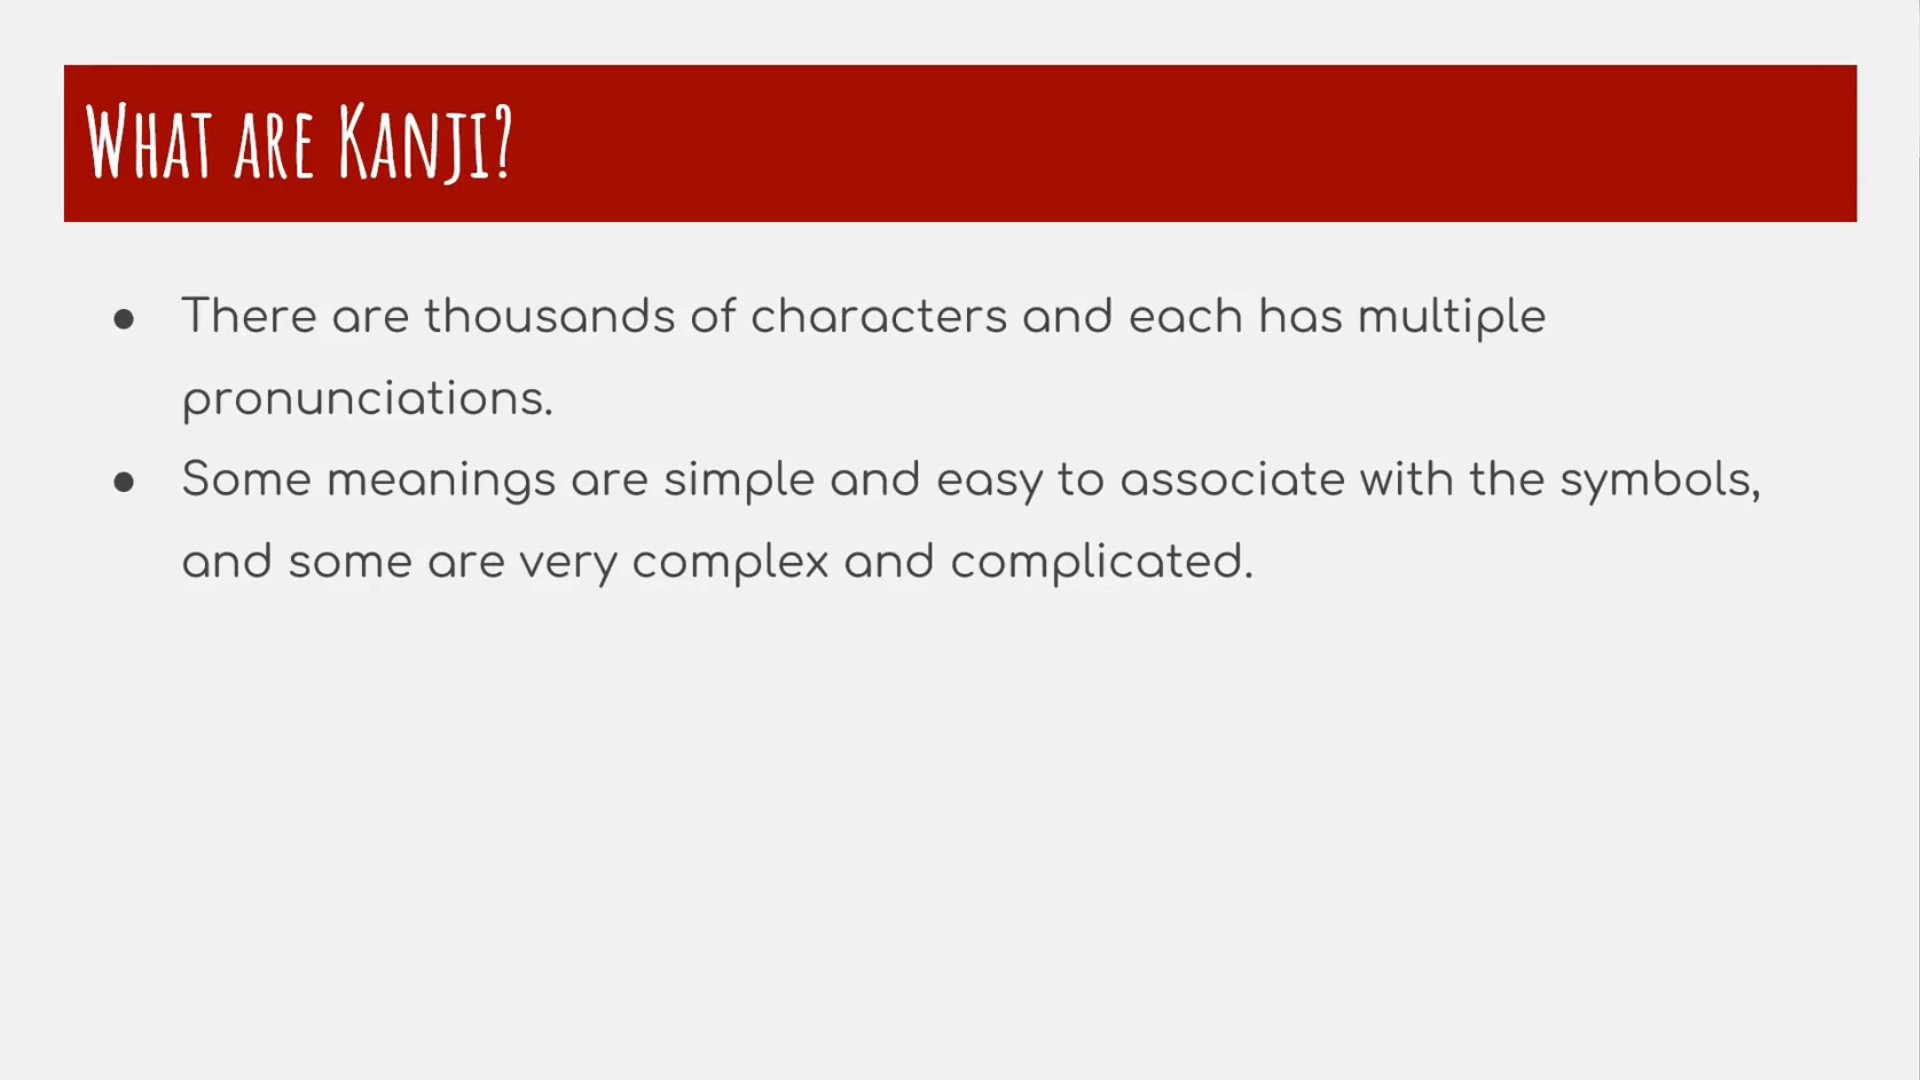 What are Kanji?
● There are thousands of characters and each has multiple
pronunciations.
● Some meanings are simple and easy to associate with the symbols,
and some are very complex and complicated.